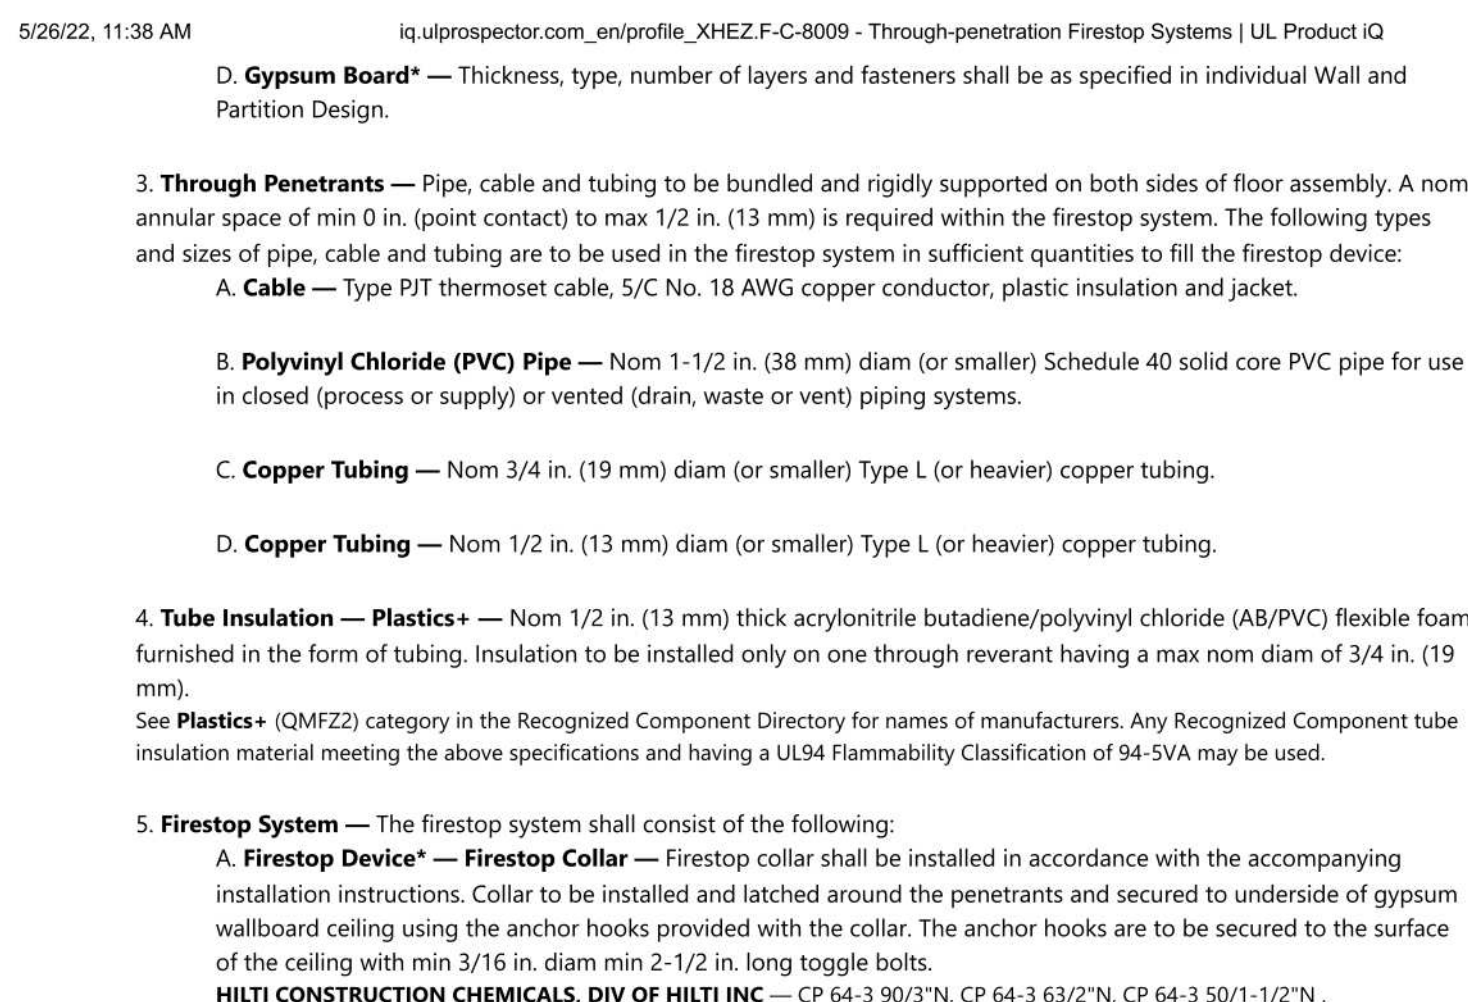 5/26/22, 11:38 AM iq.ulprospector.com_en/profile_XHEZ.F-C-8009 - Through-penetration Firestop Systems | UL Product iQ
D. Gypsum Board* — Thickness, type, number of layers and fasteners shall be as specified in individual Wall and
Partition Design.
3. Through Penetrants — Pipe, cable and tubing to be bundled and rigidly supported on both sides of floor assembly. A nom
annular space of min 0 in. (point contact) to max 1/2 in. (13 mm) is required within the firestop system. The following types
and sizes of pipe, cable and tubing are to be used in the firestop system in sufficient quantities to fill the firestop device:
A. Cable — Type PJT thermoset cable, 5/C No. 18 AWG copper conductor, plastic insulation and jacket.
B. Polyvinyl Chloride (PVC) Pipe — Nom 1-1/2 in. (38 mm) diam (or smaller) Schedule 40 solid core PVC pipe for use
in closed (process or supply) or vented (drain, waste or vent) piping systems.
C. Copper Tubing — Nom 3/4 in. (19 mm) diam (or smaller) Type L (or heavier) copper tubing.
D. Copper Tubing — Nom 1/2 in. (13 mm) diam (or smaller) Type L (or heavier) copper tubing.
4. Tube Insulation — Plastics+ — Nom 1/2 in. (13 mm) thick acrylonitrile butadiene/polyvinyl chloride (AB/PVC) flexible foam
furnished in the form of tubing. Insulation to be installed only on one through reverant having a max nom diam of 3/4 in. (19
mm).
See Plastics+ (QMFZ2) category in the Recognized Component Directory for names of manufacturers. Any Recognized Component tube
insulation material meeting the above specifications and having a UL94 Flammability Classification of 94-5VA may be used.
5. Firestop System — The firestop system shall consist of the following:
A. Firestop Device* — Firestop Collar — Firestop collar shall be installed in accordance with the accompanying
installation instructions. Collar to be installed and latched around the penetrants and secured to underside of gypsum
wallboard ceiling using the anchor hooks provided with the collar. The anchor hooks are to be secured to the surface
of the ceiling with min 3/16 in. diam min 2-1/2 in. long toggle bolts.
HILTI CONSTRUCTION CHEMICALS, DIV OF HILTI INC — CP 64-3 90/3"N, CP 64-3 63/2"N, CP 64-3 50/1-1/2"N .